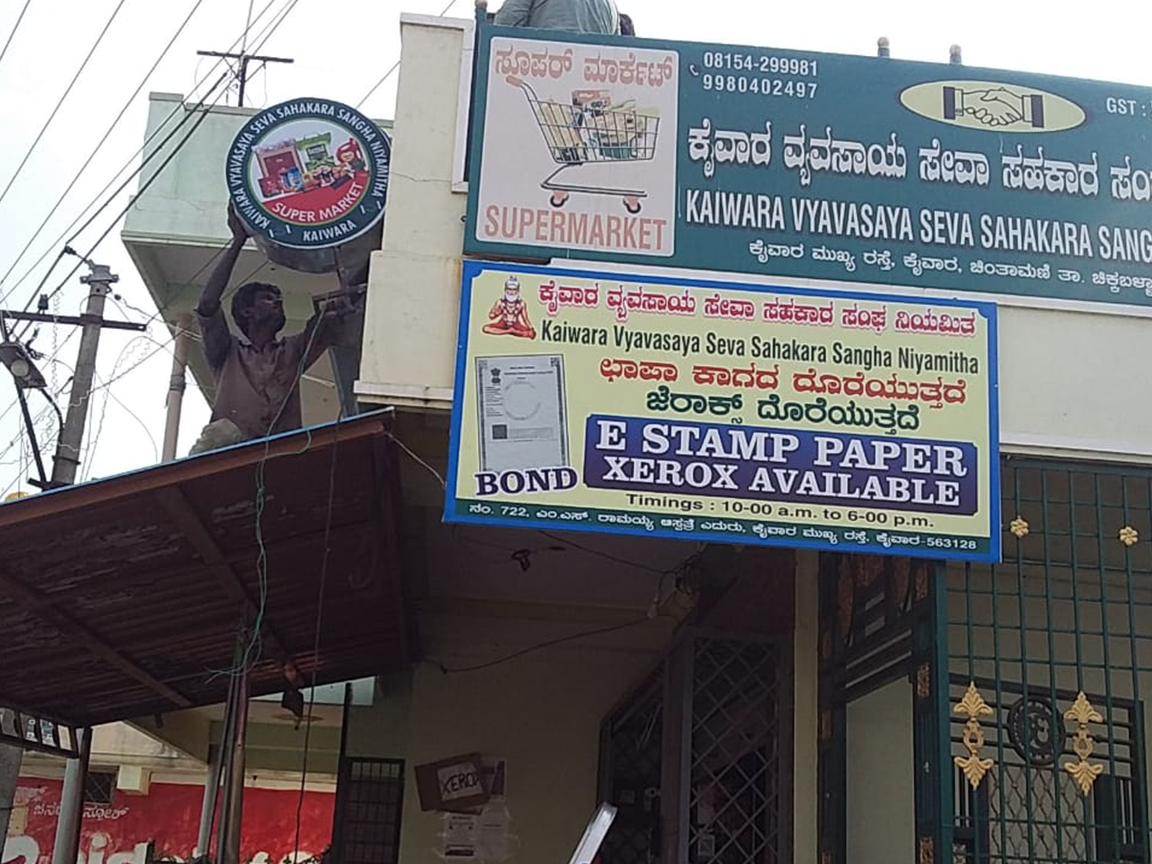 ಸೂಪರ್ ಮಾರ್ಕೆಟ್
SUPERMARKET
08154-299981
9980402497
GST :
ಕೈವಾರ ವ್ಯವಸಾಯ ಸೇವಾ ಸಹಕಾರ ಸಂ
KAIWARA VYAVASAYA SEVA SAHAKARA SANG
ಕೈವಾರ ಮುಖ್ಯ ರಸ್ತೆ, ಕೈವಾರ, ಚಿಂತಾಮಣಿ ತಾ. ಚಿಕ್ಕಬಳ್ಳಾ
KAIWARA VYAVASAYA SEVA SAHAKARA SANGHA NIYAMITHA
SUPER MARKET
KAIWARA
ಕೈವಾರ ವ್ಯವಸಾಯ ಸೇವಾ ಸಹಕಾರ ಸಂಘ ನಿಯಮಿತ
Kaiwara Vyavasaya Seva Sahakara Sangha Niyamitha
ಛಾಪಾ ಕಾಗದ ದೊರೆಯುತ್ತದೆ
ಜೆರಾಕ್ಸ್ ದೊರೆಯುತ್ತದೆ
BOND
E STAMP PAPER
XEROX AVAILABLE
Timings : 10-00 a.m. to 6-00 p.m.
ನಂ. 722, ಎಂ.ಎಸ್. ರಾಮಯ್ಯ ಆಸ್ಪತ್ರೆ ಎದುರು, ಕೈವಾರ ಮುಖ್ಯ ರಸ್ತೆ, ಕೈವಾರ-563128
XEROX